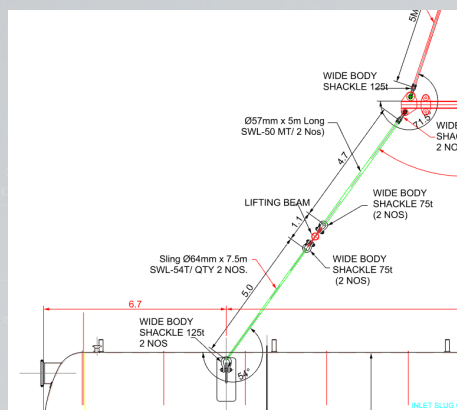 5M
WIDE BODY
SHACKLE 125t
71.5°
WIDE
SHACK
2 NO
Ø57mm x 5m Long
SWL-50 MT/ 2 Nos)
4.7
WIDE BODY
SHACKLE 75t
(2 NOS)
LIFTING BEAM
1.1
WIDE BODY
SHACKLE 75t
(2 NOS)
Sling Ø64mm x 7.5m
SWL-54T/ QTY 2 NOS.
5.0
6.7
WIDE BODY
SHACKLE 125t
2 NOS
54°
INLET SLUG